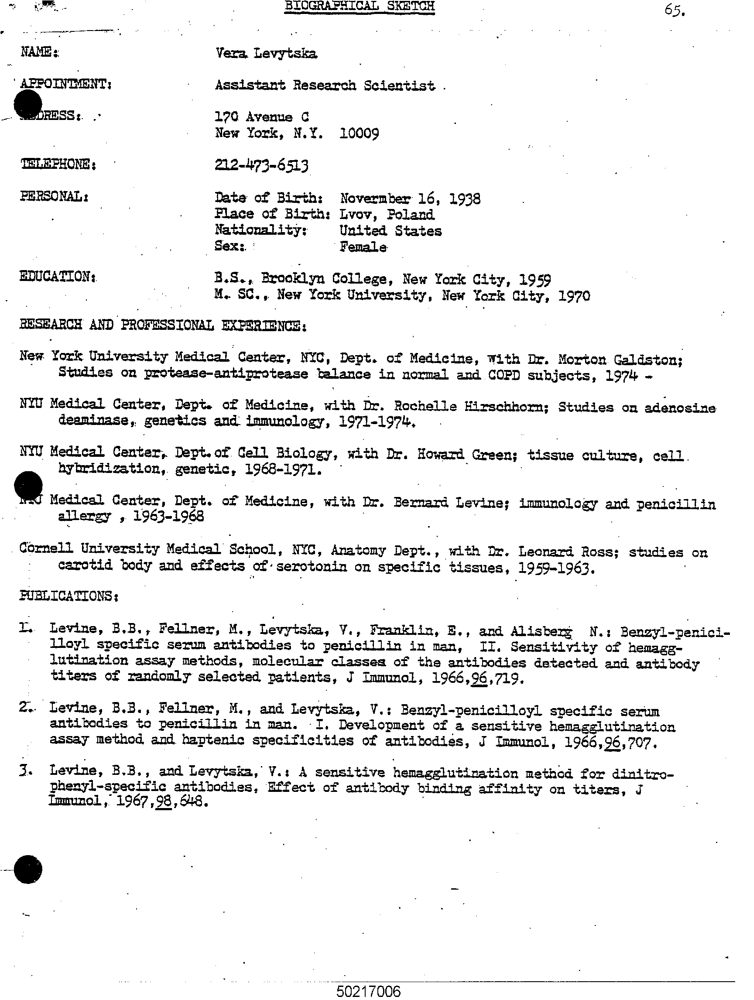 BIOGRAPHICAL SKETCH
65.
NAME: Vera Levytska
APPOINTMENT: Assistant Research Scientist
DRESS: 170 Avenue C
New York, N.Y. 10009
TELEPHONE: 212-473-6513
PERSONAL: Date of Birth: Novermber 16, 1938
Place of Birth: Lvov, Poland
Nationality: United States
Sex: Female
EDUCATION: B.S., Brooklyn College, New York City, 1959
M. SC., New York University, New York City, 1970
RESEARCH AND PROFESSIONAL EXPERIENCE:
New York University Medical Center, NYC, Dept. of Medicine, with Dr. Morton Galdston;
Studies on protease-antiprotease balance in normal and COPD subjects, 1974 -
NYU Medical Center, Dept. of Medicine, with Dr. Rochelle Hirschhorn; Studies on adenosine
deaminase, genetics and immunology, 1971-1974.
NYU Medical Center, Dept.of Cell Biology, with Dr. Howard Green; tissue culture, cell
hybridization, genetic, 1968-1971.
NYU Medical Center, Dept. of Medicine, with Dr. Bernard Levine; immunology and penicillin
allergy , 1963-1968
Cornell University Medical School, NYC, Anatomy Dept., with Dr. Leonard Ross; studies on
carotid body and effects of serotonin on specific tissues, 1959-1963.
PUBLICATIONS:
1. Levine, B.B., Fellner, M., Levytska, V., Franklin, E., and Alisberg N.: Benzyl-penici-
lloyl specific serum antibodies to penicillin in man, II. Sensitivity of hemagg-
lutination assay methods, molecular classes of the antibodies detected and antibody
titers of randomly selected patients, J Immunol, 1966,96,719.
2. Levine, B.B., Fellner, M., and Levytska, V.: Benzyl-penicilloyl specific serum
antibodies to penicillin in man. I. Development of a sensitive hemagglutination
assay method and haptenic specificities of antibodies, J Immunol, 1966,96,707.
3. Levine, B.B., and Levytska, V.: A sensitive hemagglutination method for dinitro-
phenyl-specific antibodies, Effect of antibody binding affinity on titers, J
Immunol, 1967,98,648.
50217006